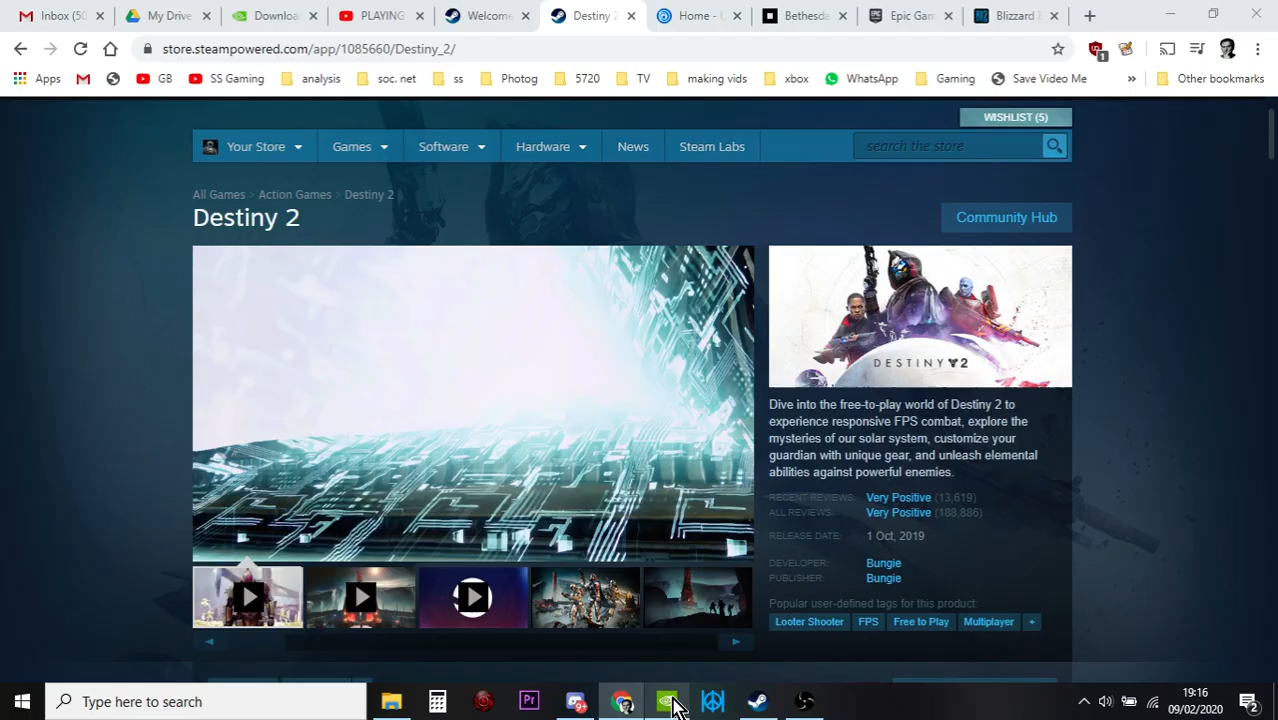 Inbox (50
My Drive
Downloa
PLAYING
Welcome
Destiny 2
Home - U
Bethesda
Epic Gam
Blizzard E
store.steampowered.com/app/1085660/Destiny_2/
1
Apps
GB
SS Gaming
analysis
soc. net
ss
Photog
5720
TV
making vids
xbox
WhatsApp
Gaming
Save Video Me
»
Other bookmarks
WISHLIST (5)
Your Store
Games
Software
Hardware
News
Steam Labs
search the store
All Games > Action Games > Destiny 2
Destiny 2
Community Hub
DESTINY 2
Dive into the free-to-play world of Destiny 2 to
experience responsive FPS combat, explore the
mysteries of our solar system, customize your
guardian with unique gear, and unleash elemental
abilities against powerful enemies.
RECENT REVIEWS: Very Positive (13,619)
ALL REVIEWS: Very Positive (188,886)
RELEASE DATE: 1 Oct, 2019
DEVELOPER: Bungie
PUBLISHER: Bungie
Popular user-defined tags for this product:
Looter Shooter
FPS
Free to Play
Multiplayer
+
Type here to search
Pr
9+
19:16
09/02/2020
2